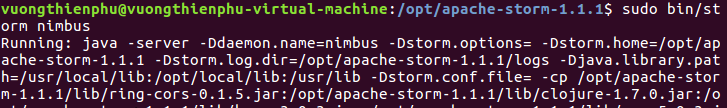 vuongthienphu@vuongthienphu-virtual-machine:/opt/apache-storm-1.1.1$ sudo bin/st
orm nimbus
Running: java -server -Ddaemon.name=nimbus -Dstorm.options= -Dstorm.home=/opt/ap
ache-storm-1.1.1 -Dstorm.log.dir=/opt/apache-storm-1.1.1/logs -Djava.library.pat
h=/usr/local/lib:/opt/local/lib:/usr/lib -Dstorm.conf.file= -cp /opt/apache-stor
m-1.1.1/lib/ring-cors-0.1.5.jar:/opt/apache-storm-1.1.1/lib/clojure-1.7.0.jar:/o